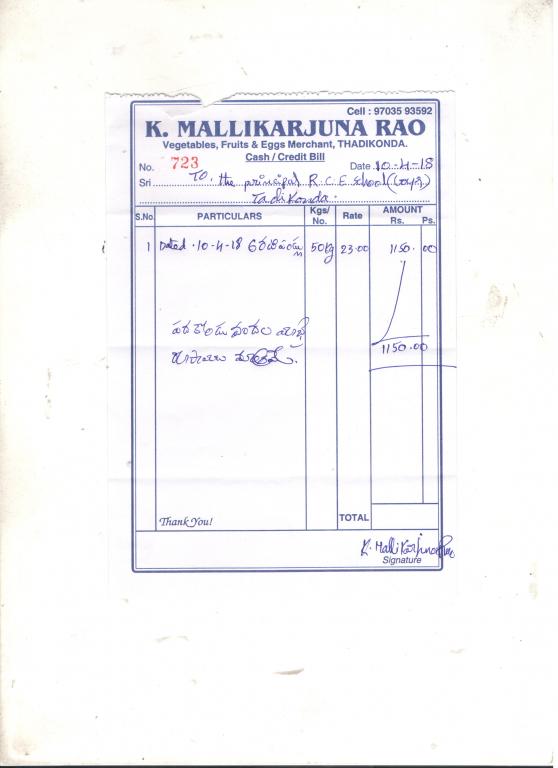 Cell : 97035 93592
K. MALLIKARJUNA RAO
Vegetables, Fruits & Eggs Merchant, THADIKONDA.
Cash / Credit Bill
No. 723 Date 10-4-18
Sri To, the principal R.C.E School (Boys)
Tadikonda.
S.No. PARTICULARS Kgs/ No. Rate AMOUNT Rs. Ps.
1 Dated . 10-4-18 50kg 23.00 1150. 00
1150.00
రూపాయలు
Thank You! TOTAL
K. Mallikarjuna Rao
Signature